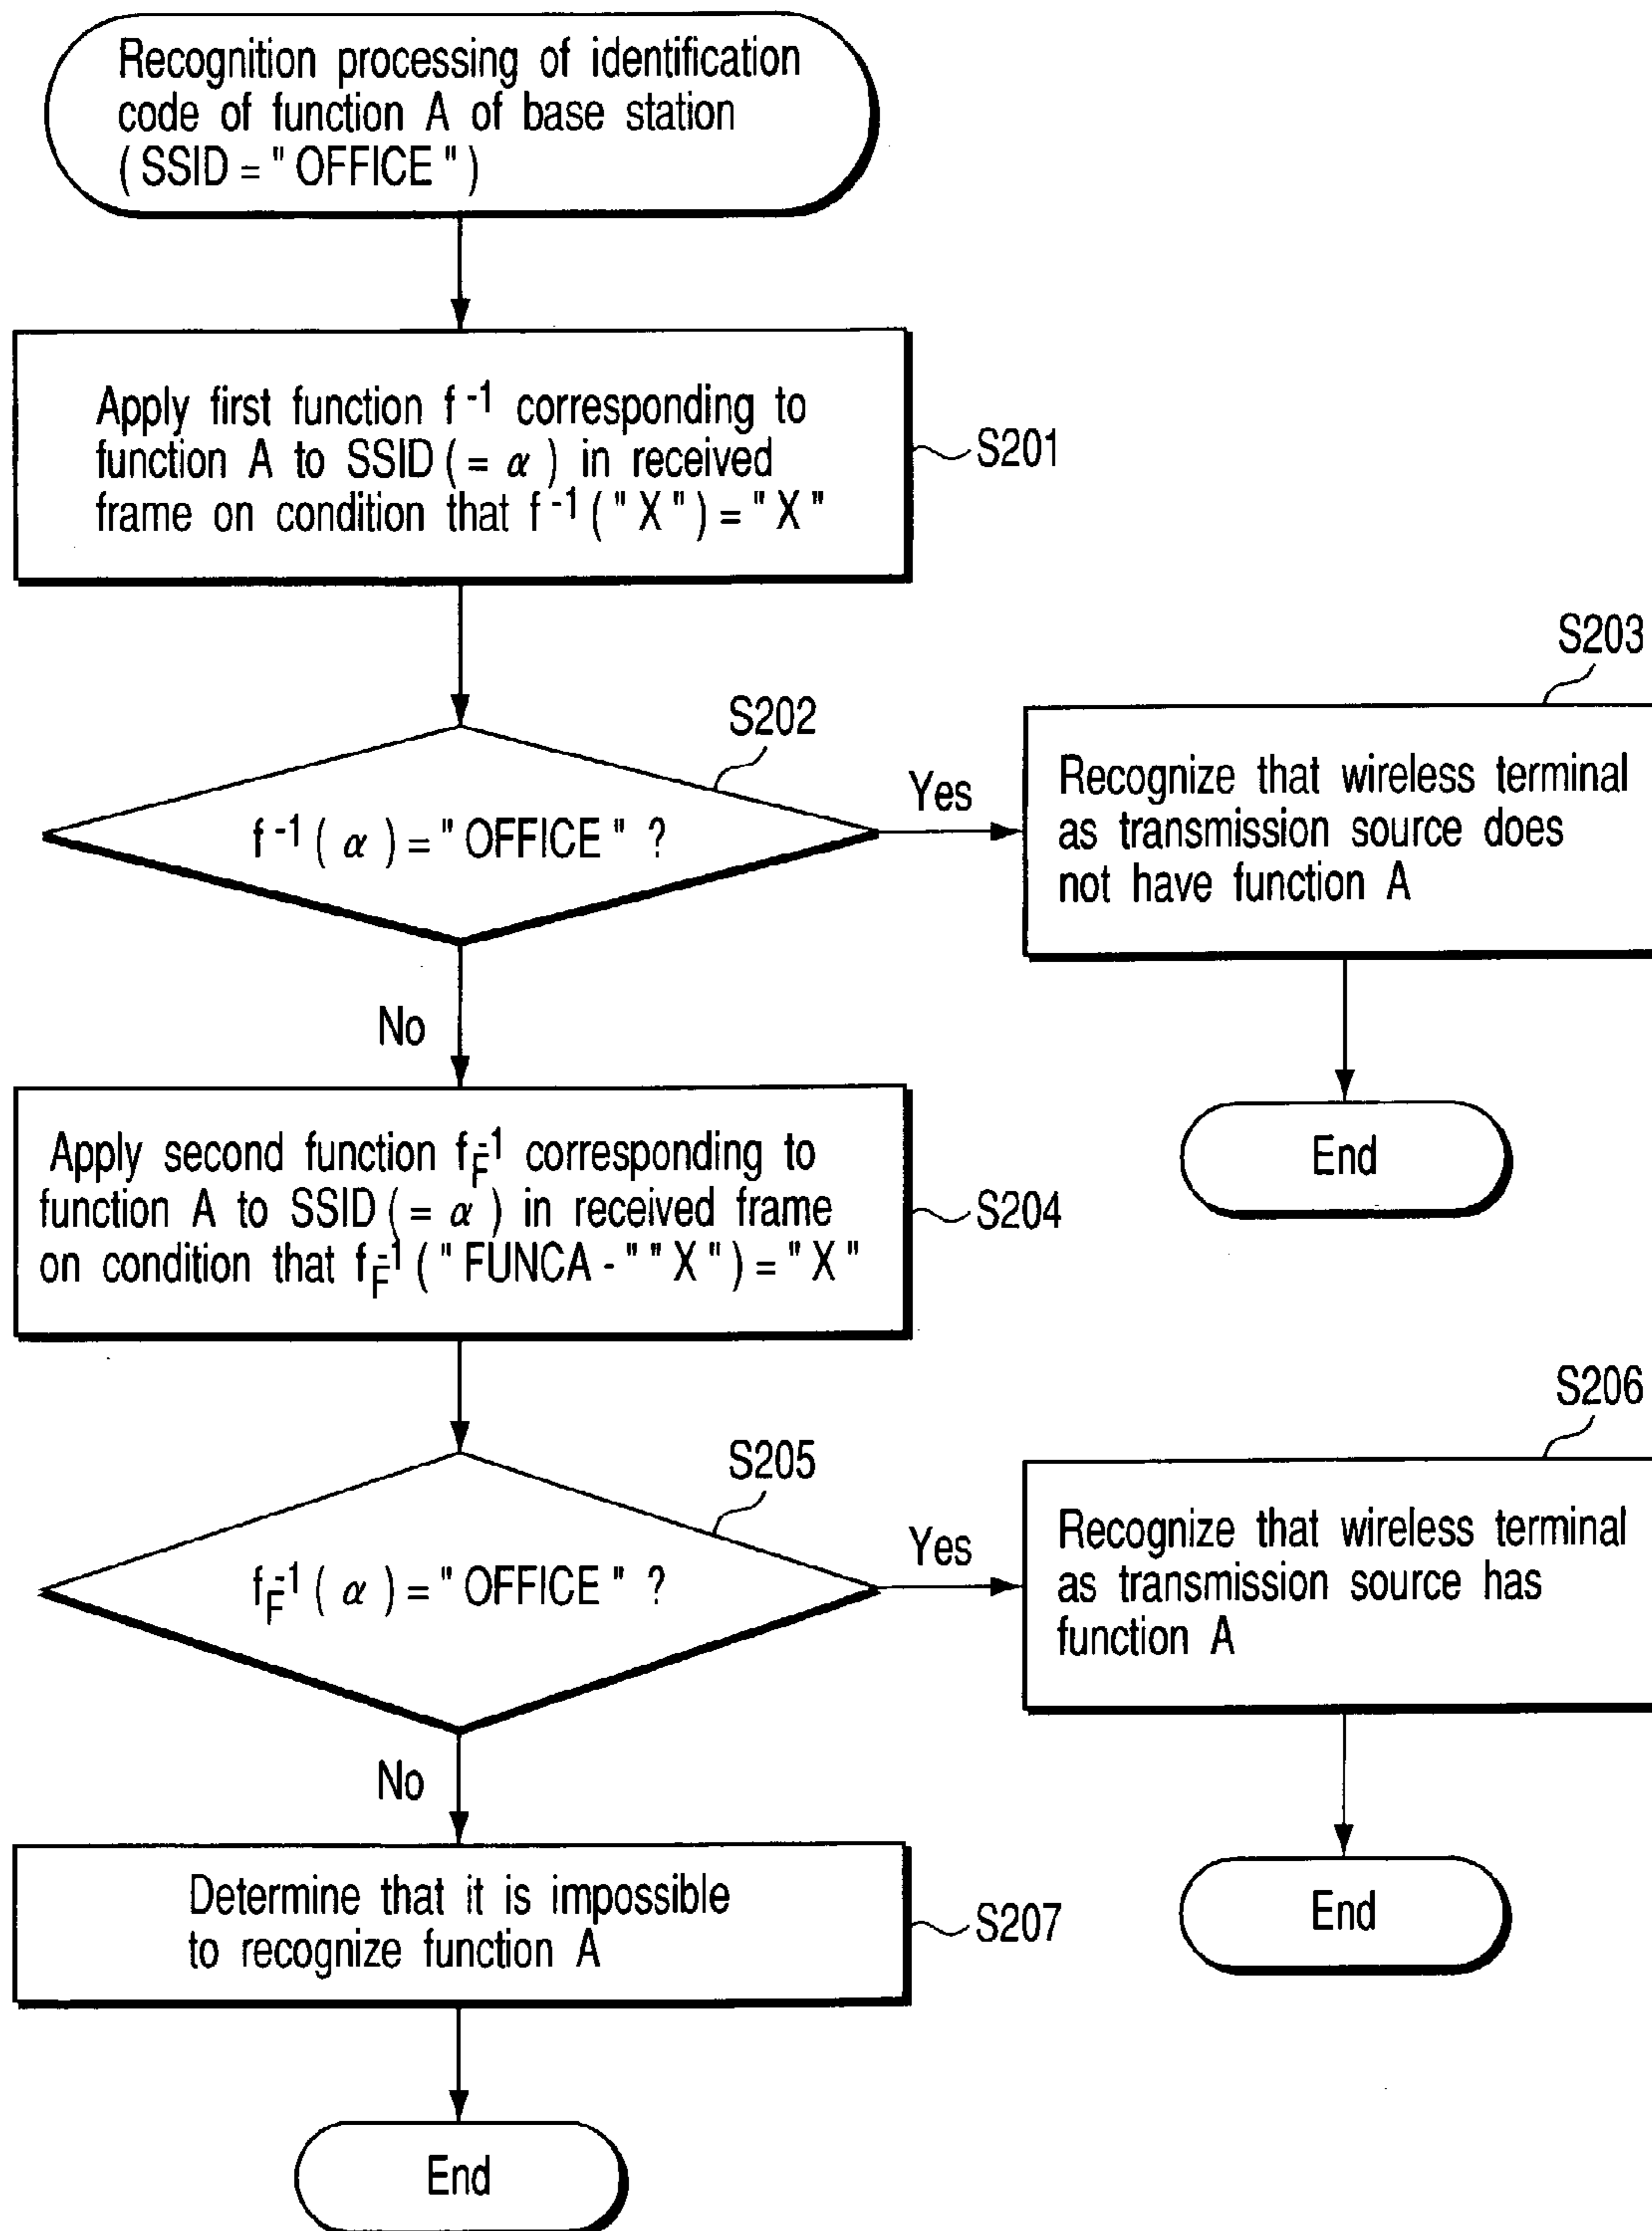 Recognition processing of identification
code of function A of base station
( SSID = " OFFICE " )
Apply first function f⁻¹ corresponding to
function A to SSID ( = α ) in received
frame on condition that f⁻¹ ( " X " ) = " X "
S201
S202
f⁻¹ ( α ) = " OFFICE " ?
Yes
S203
Recognize that wireless terminal
as transmission source does
not have function A
End
No
Apply second function f_F⁻¹ corresponding to
function A to SSID ( = α ) in received frame
on condition that f_F⁻¹ ( " FUNCA - " " X " ) = " X "
S204
S205
f_F⁻¹ ( α ) = " OFFICE " ?
Yes
S206
Recognize that wireless terminal
as transmission source has
function A
End
No
Determine that it is impossible
to recognize function A
S207
End